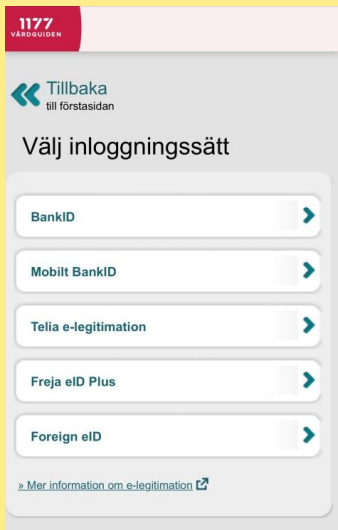 1177
VÅRDGUIDEN
Tillbaka
till förstasidan
Välj inloggningssätt
BankID
Mobilt BankID
Telia e-legitimation
Freja eID Plus
Foreign eID
» Mer information om e-legitimation